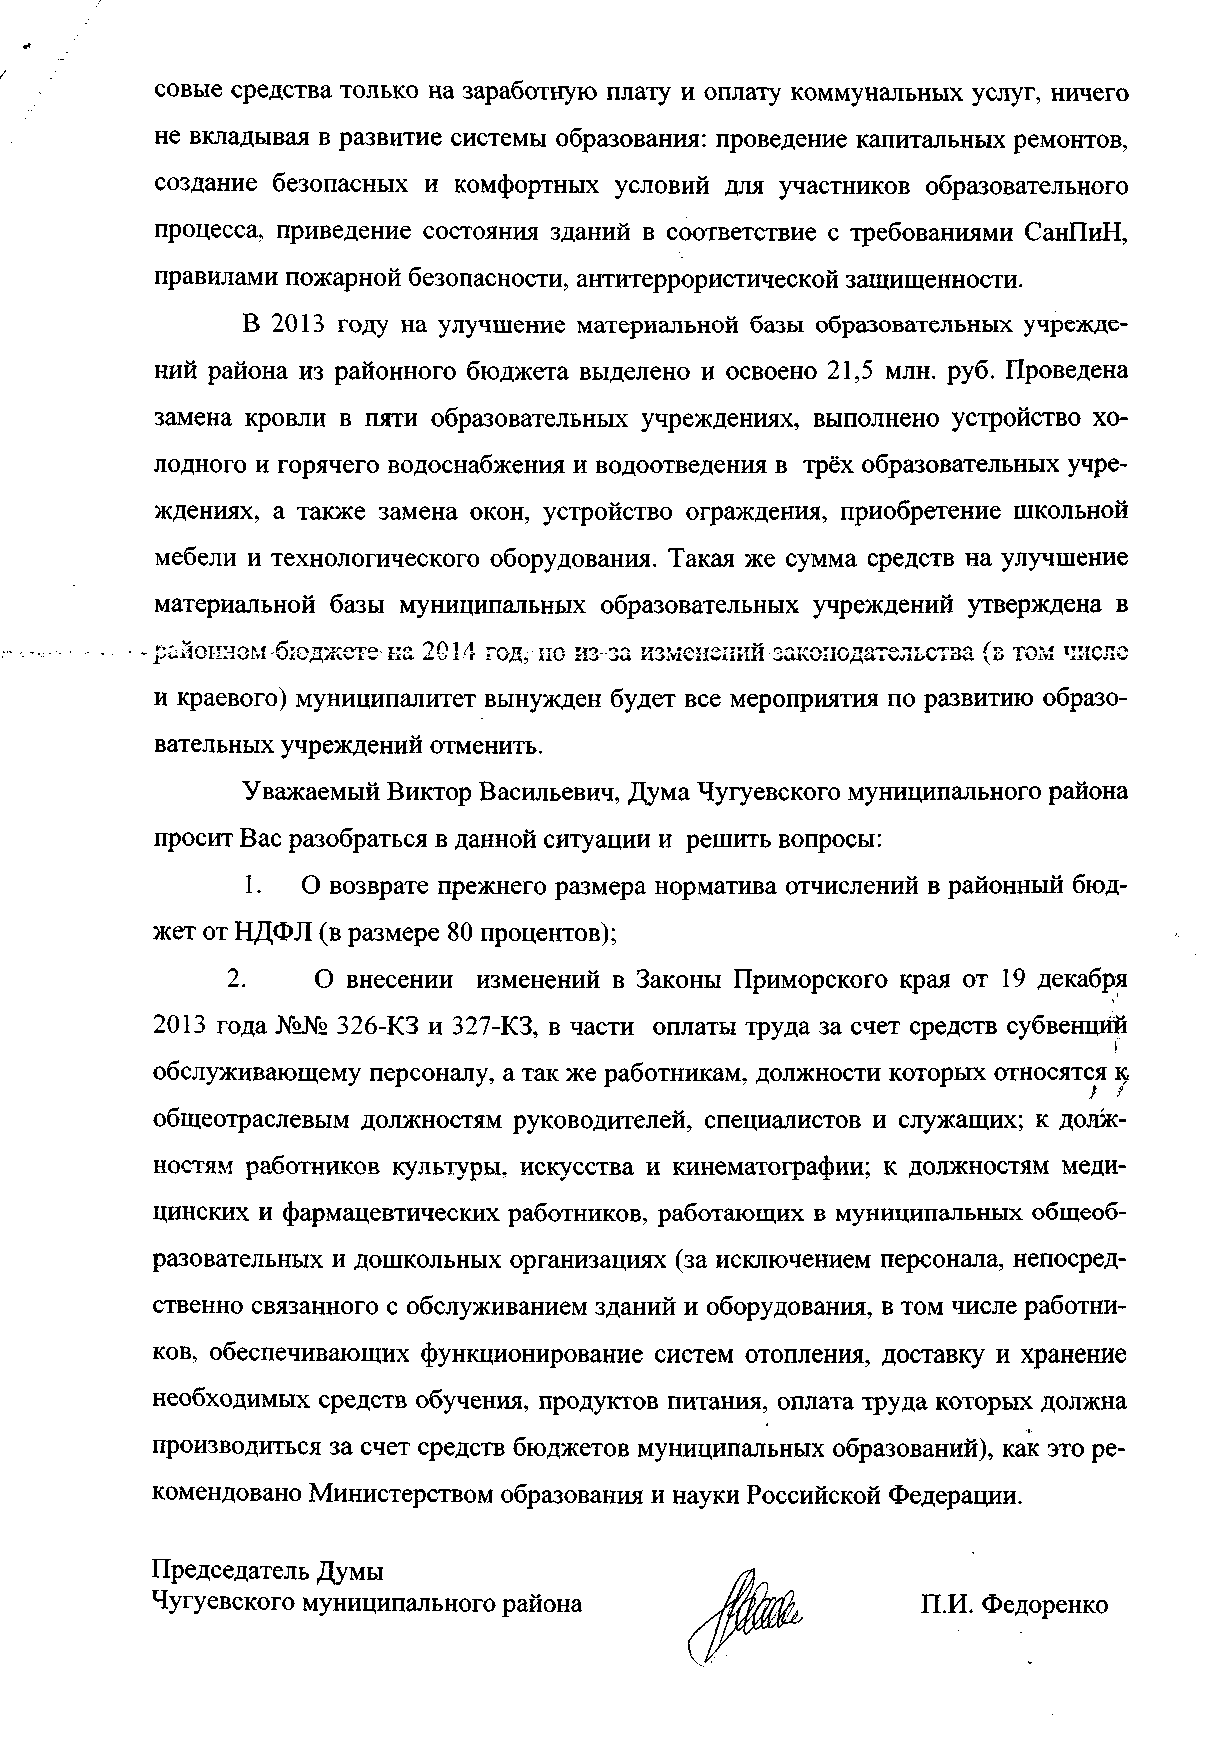 совые средства только на заработную плату и оплату коммунальных услуг, ничего
не вкладывая в развитие системы образования: проведение капитальных ремонтов,
создание безопасных и комфортных условий для участников образовательного
процесса, приведение состояния зданий в соответствие с требованиями СанПиН,
правилами пожарной безопасности, антитеррористической защищенности.
В 2013 году на улучшение материальной базы образовательных учрежде-
ний района из районного бюджета выделено и освоено 21,5 млн. руб. Проведена
замена кровли в пяти образовательных учреждениях, выполнено устройство хо-
лодного и горячего водоснабжения и водоотведения в трёх образовательных учре-
ждениях, а также замена окон, устройство ограждения, приобретение школьной
мебели и технологического оборудования. Такая же сумма средств на улучшение
материальной базы муниципальных образовательных учреждений утверждена в
районном бюджете на 2014 год, но из-за изменений законодательства (в том числе
и краевого) муниципалитет вынужден будет все мероприятия по развитию образо-
вательных учреждений отменить.
Уважаемый Виктор Васильевич, Дума Чугуевского муниципального района
просит Вас разобраться в данной ситуации и решить вопросы:
1. О возврате прежнего размера норматива отчислений в районный бюд-
жет от НДФЛ (в размере 80 процентов);
2. О внесении изменений в Законы Приморского края от 19 декабря
2013 года №№ 326-КЗ и 327-КЗ, в части оплаты труда за счет средств субвенций
обслуживающему персоналу, а так же работникам, должности которых относятся к
общеотраслевым должностям руководителей, специалистов и служащих; к долж-
ностям работников культуры, искусства и кинематографии; к должностям меди-
цинских и фармацевтических работников, работающих в муниципальных общеоб-
разовательных и дошкольных организациях (за исключением персонала, непосред-
ственно связанного с обслуживанием зданий и оборудования, в том числе работни-
ков, обеспечивающих функционирование систем отопления, доставку и хранение
необходимых средств обучения, продуктов питания, оплата труда которых должна
производиться за счет средств бюджетов муниципальных образований), как это ре-
комендовано Министерством образования и науки Российской Федерации.
Председатель Думы
Чугуевского муниципального района П.И. Федоренко